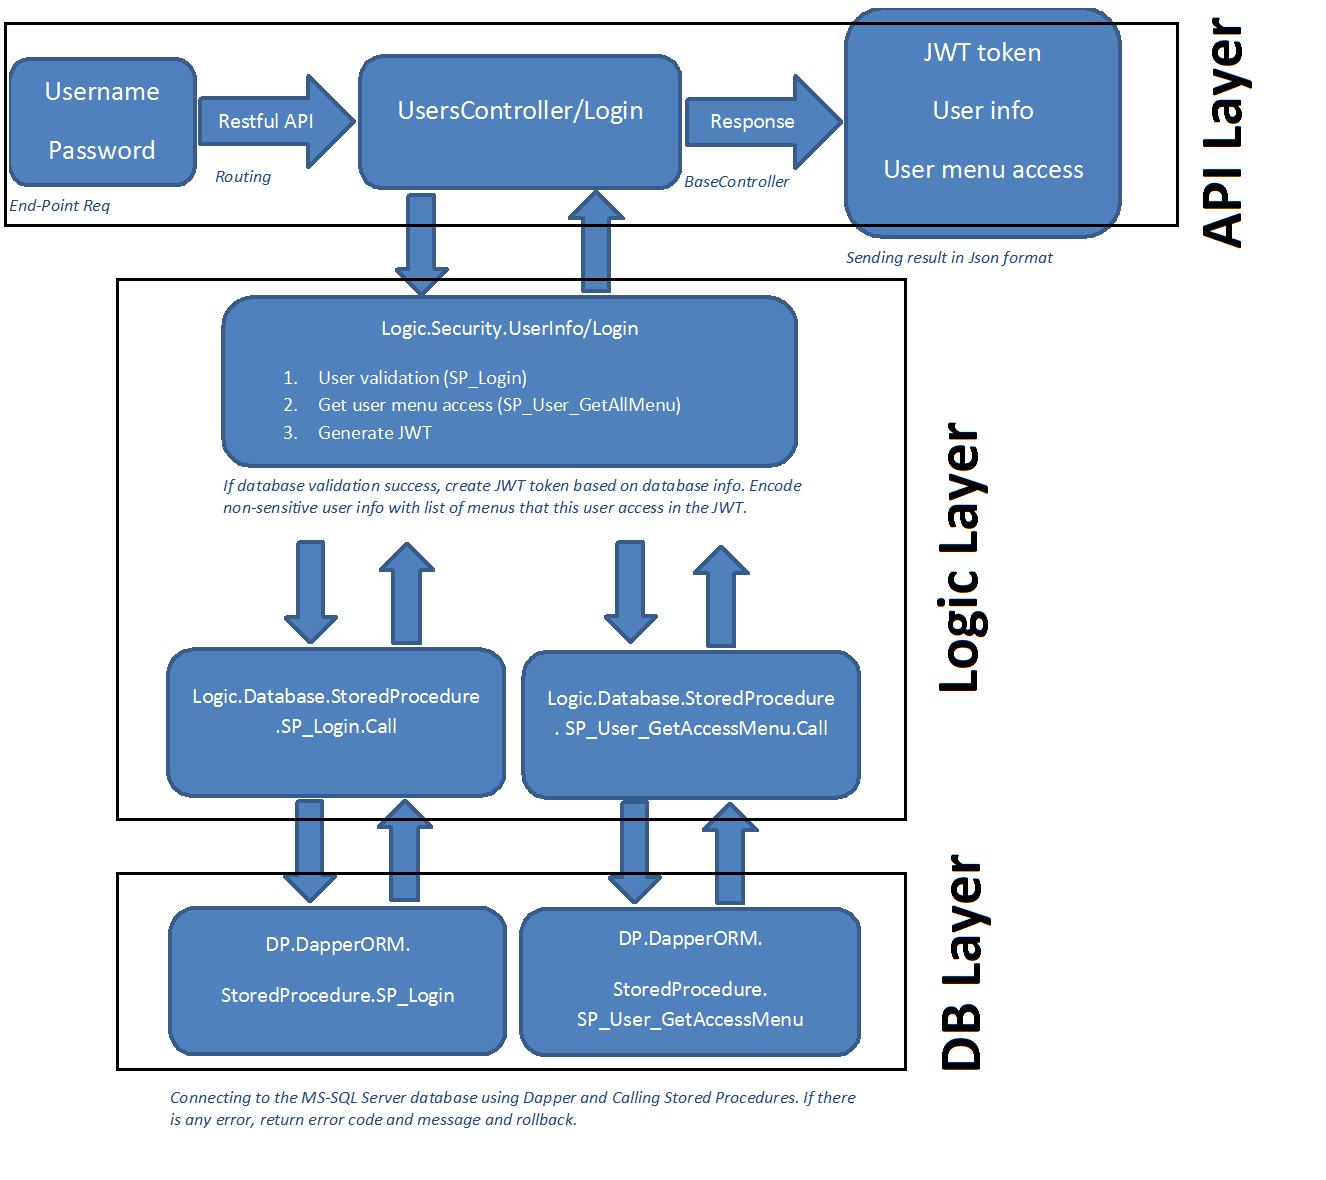 Username
Password
End-Point Req
Restful API
Routing
UsersController/Login
Response
BaseController
JWT token
User info
User menu access
Sending result in Json format
API Layer
Logic.Security.UserInfo/Login
1. User validation (SP_Login)
2. Get user menu access (SP_User_GetAllMenu)
3. Generate JWT
If database validation success, create JWT token based on database info. Encode
non-sensitive user info with list of menus that this user access in the JWT.
Logic.Database.StoredProcedure
.SP_Login.Call
Logic.Database.StoredProcedure
. SP_User_GetAccessMenu.Call
Logic Layer
DP.DapperORM.
StoredProcedure.SP_Login
DP.DapperORM.
StoredProcedure.
SP_User_GetAccessMenu
DB Layer
Connecting to the MS-SQL Server database using Dapper and Calling Stored Procedures. If there
is any error, return error code and message and rollback.